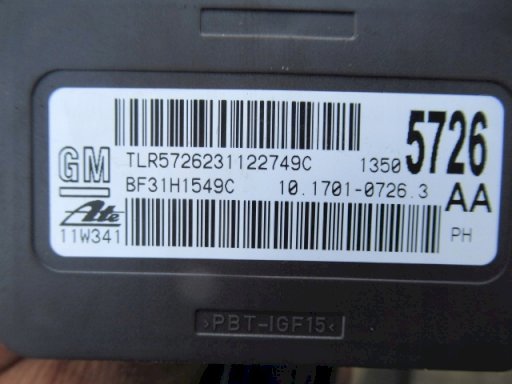 GM
TLR5726231122749C 1350 5726
BF31H1549C 10.1701-0726.3 AA
Ate
11W341 PH
>PBT-IGF15<